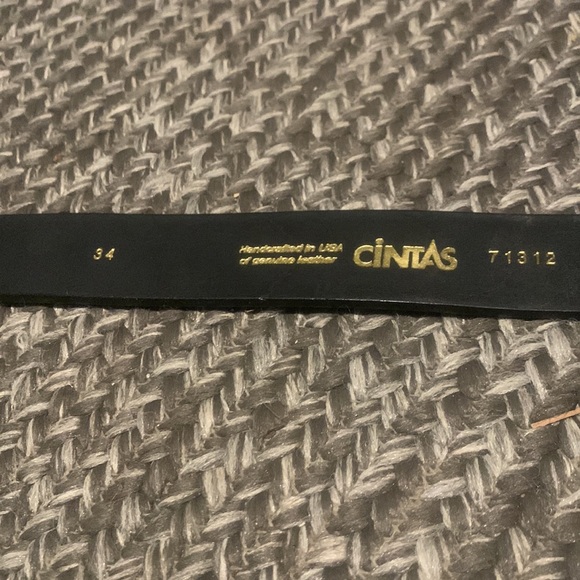 34
Handcrafted in USA
of genuine leather
CiNTAS
71312